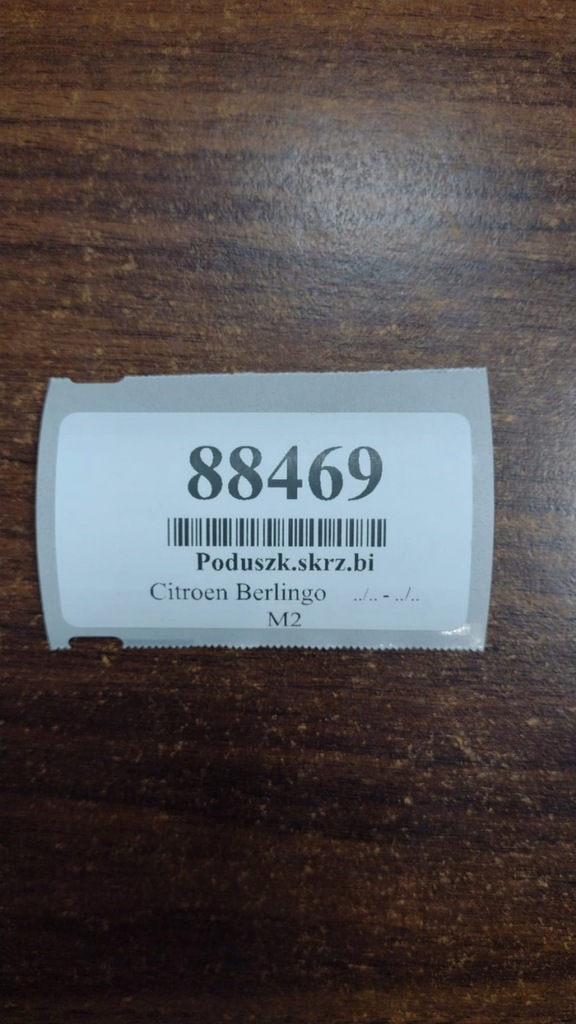 88469
Poduszk.skrz.bi
Citroen Berlingo ../.. - ../..
M2